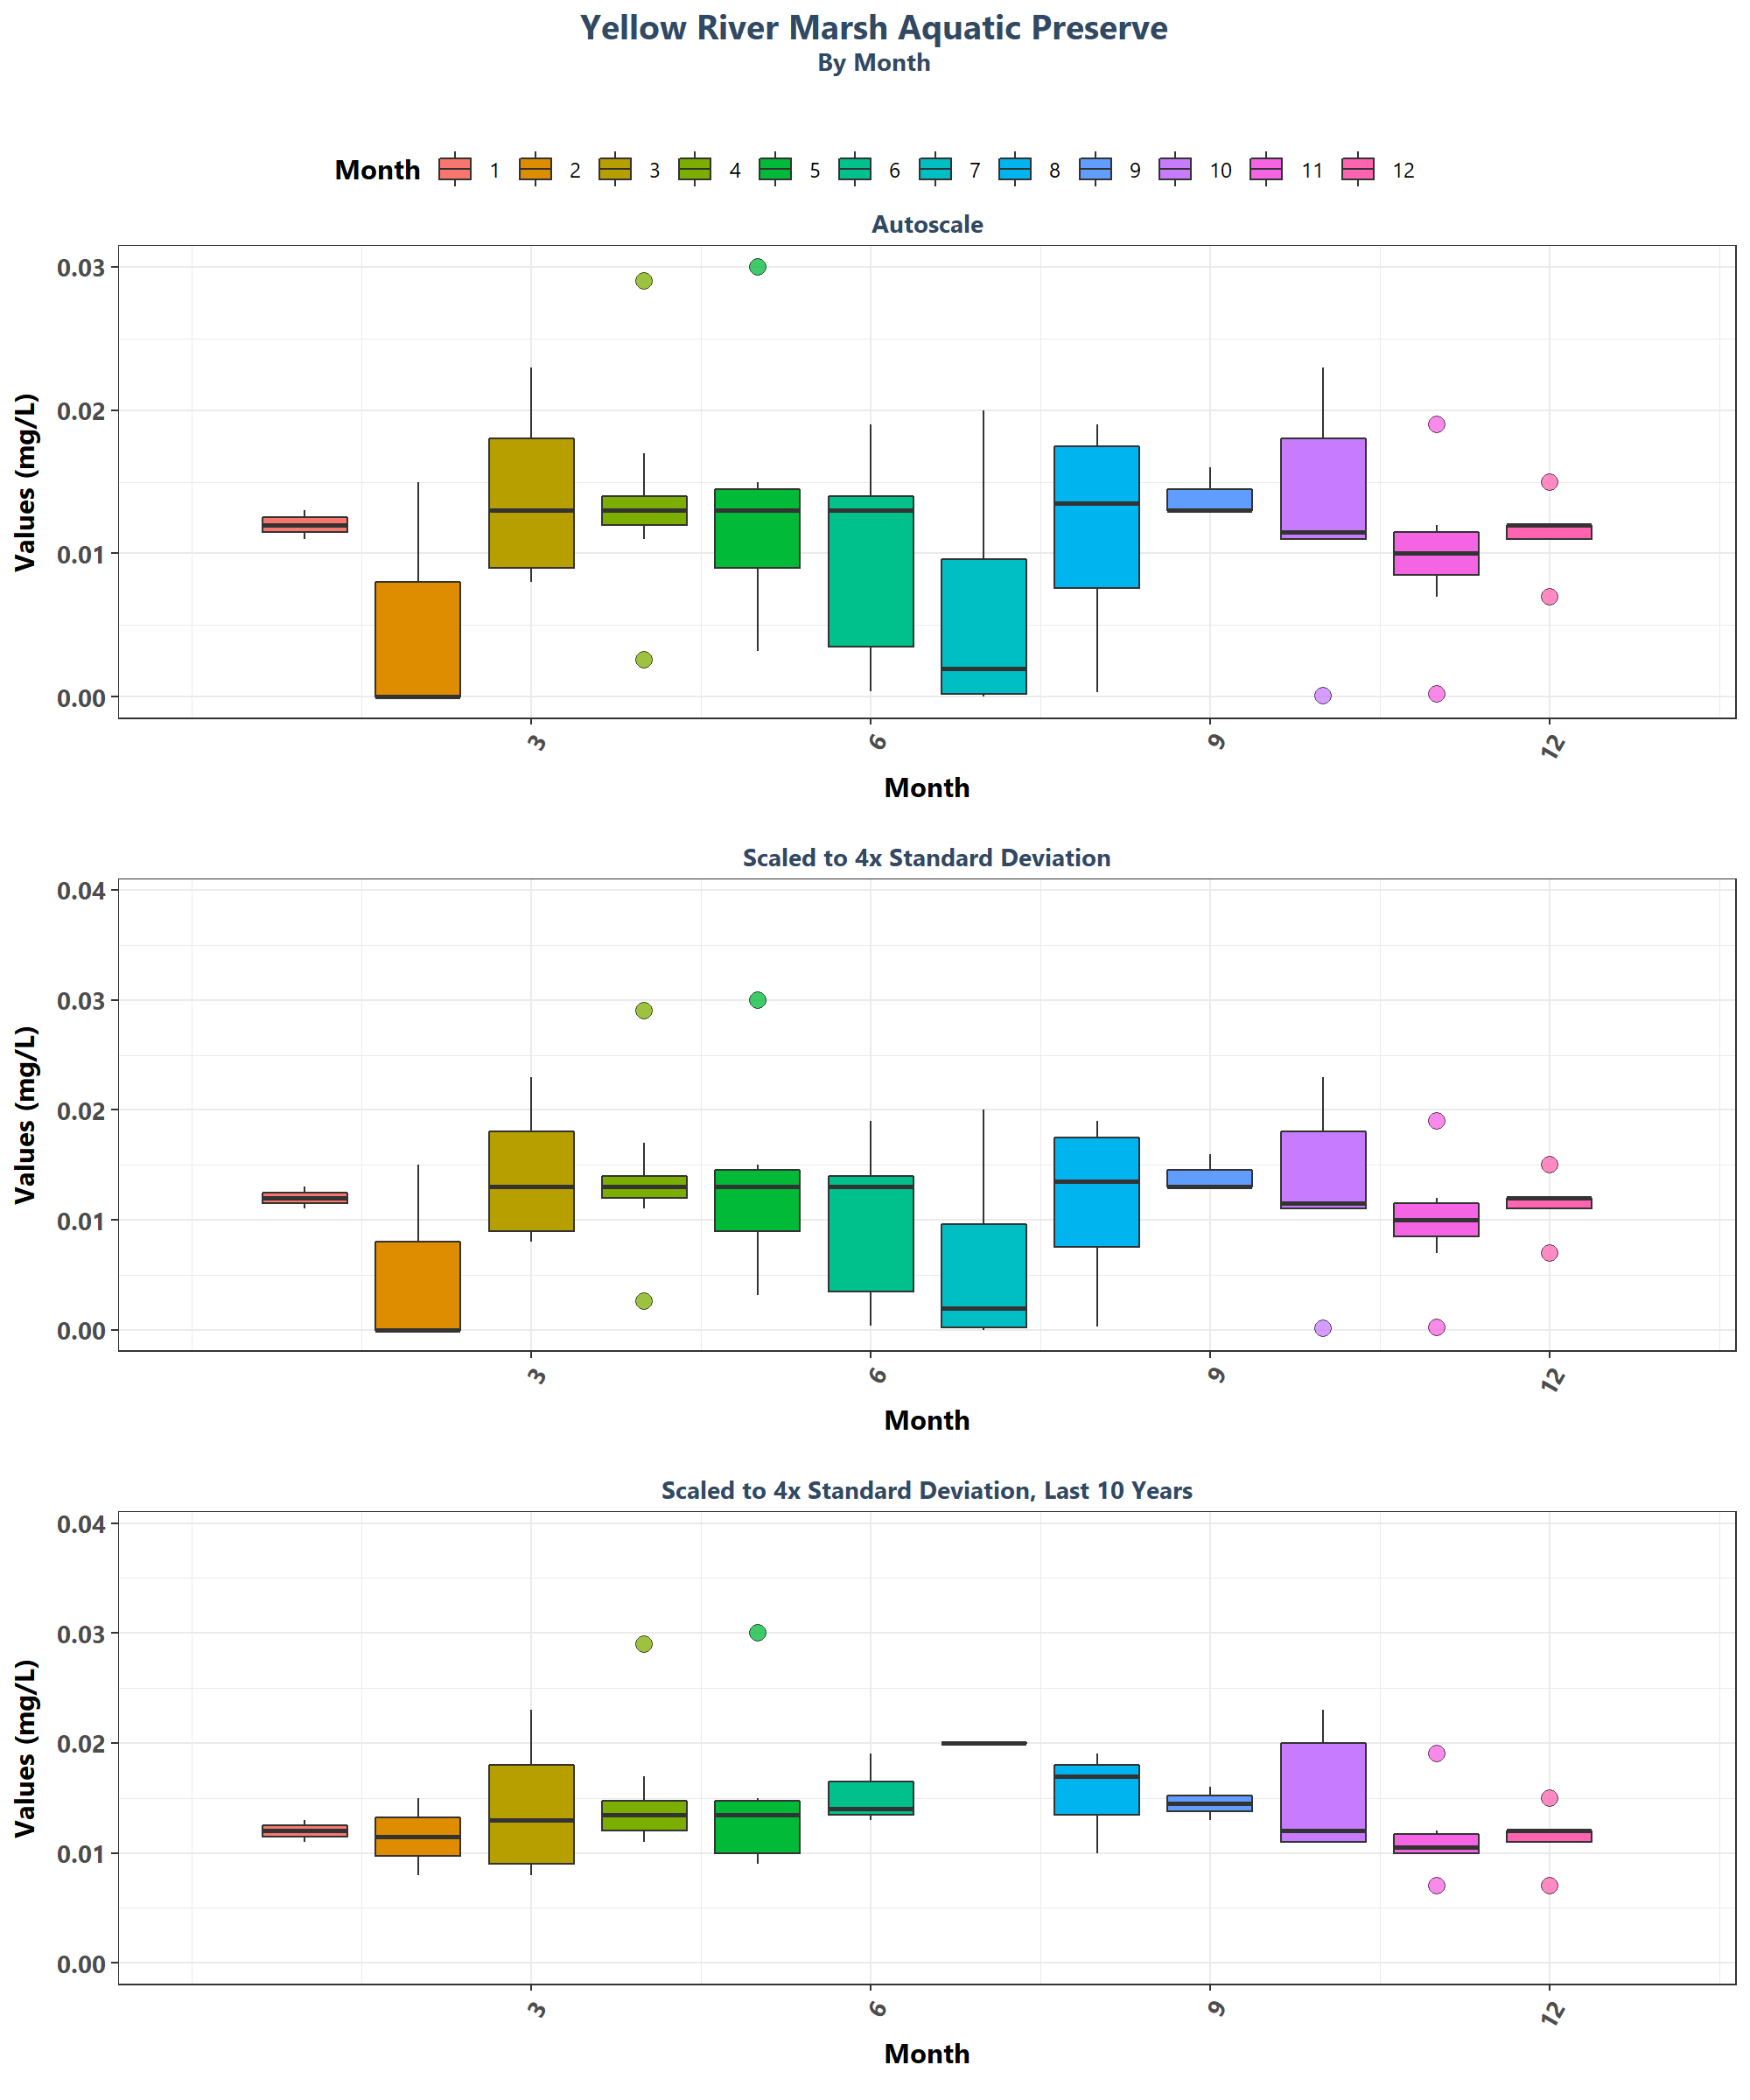 Yellow River Marsh Aquatic Preserve
By Month
Month 1 2 3 4 5 6 7 8 9 10 11 12
Autoscale
Values (mg/L)
0.03
0.02
0.01
0.00
3 6 9 12
Month
Scaled to 4x Standard Deviation
Values (mg/L)
0.04
0.03
0.02
0.01
0.00
3 6 9 12
Month
Scaled to 4x Standard Deviation, Last 10 Years
Values (mg/L)
0.04
0.03
0.02
0.01
0.00
3 6 9 12
Month